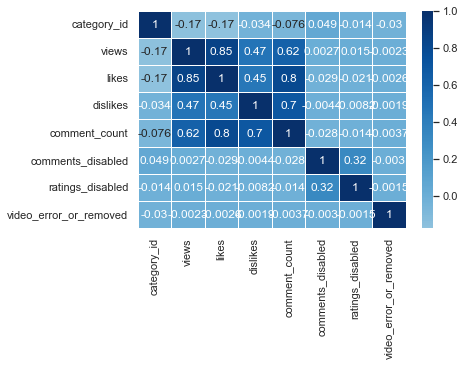 category_id 1 -0.17 -0.17 -0.034 -0.076 0.049 -0.014 -0.03
views -0.17 1 0.85 0.47 0.62 0.0027 0.015 -0.0023
likes -0.17 0.85 1 0.45 0.8 -0.029 -0.021 -0.0026
dislikes -0.034 0.47 0.45 1 0.7 -0.0044 0.0082 -0.0019
comment_count -0.076 0.62 0.8 0.7 1 -0.028 -0.014 -0.0037
comments_disabled 0.049 0.0027 -0.029 -0.0044 -0.028 1 0.32 -0.003
ratings_disabled -0.014 0.015 -0.021 0.0082 -0.014 0.32 1 -0.0015
video_error_or_removed -0.03 -0.0023 -0.0026 -0.0019 -0.0037 -0.003 -0.0015 1
category_id
views
likes
dislikes
comment_count
comments_disabled
ratings_disabled
video_error_or_removed
1.0
0.8
0.6
0.4
0.2
0.0